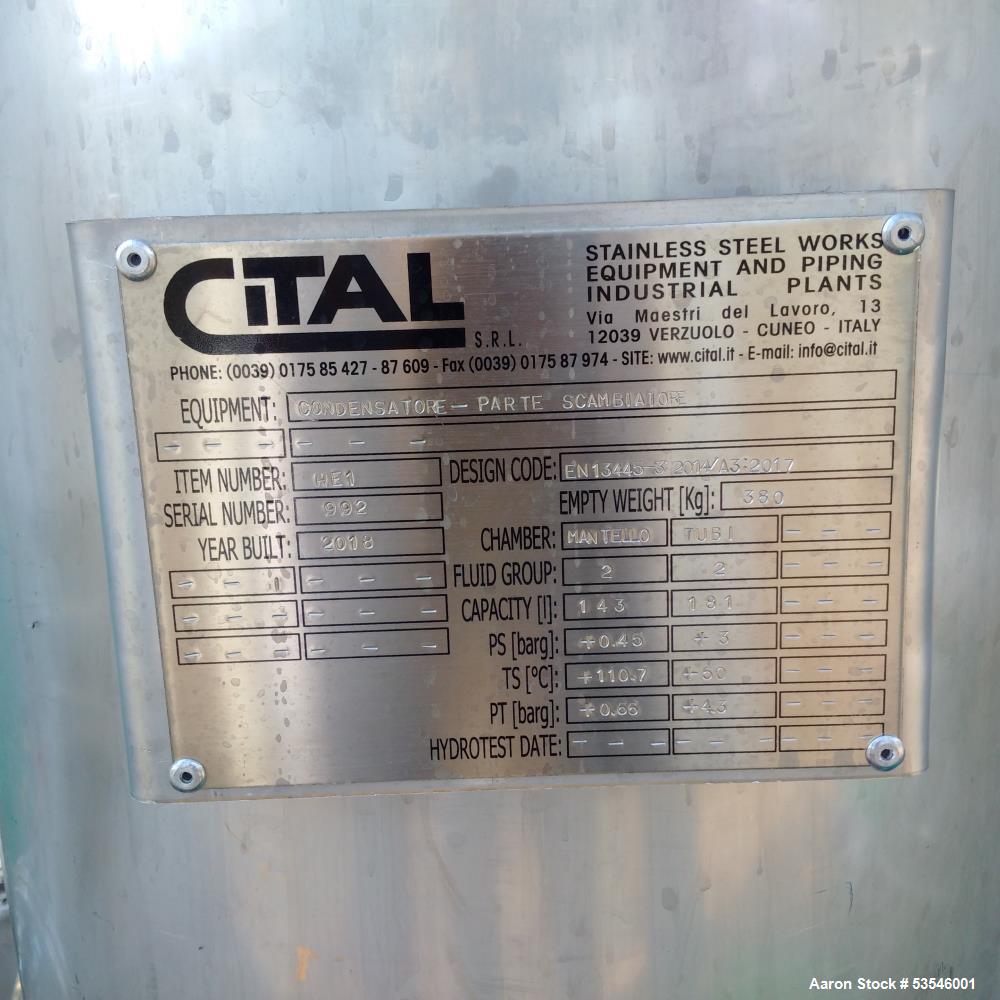 CiTAL S.R.L.
STAINLESS STEEL WORKS
EQUIPMENT AND PIPING
INDUSTRIAL PLANTS
Via Maestri del Lavoro, 13
12039 VERZUOLO - CUNEO - ITALY
PHONE: (0039) 0175 85 427 - 87 609 - Fax (0039) 0175 87 974 - SITE: www.cital.it - E-mail: info@cital.it
EQUIPMENT: CONDENSATORE - PARTE SCAMBIATORE
- - - - - -
ITEM NUMBER: HE1
SERIAL NUMBER: 992
YEAR BUILT: 2018
- - - - - -
- - - - - -
- - - - - -
DESIGN CODE: EN13445-3:2014/A3:2017
EMPTY WEIGHT [Kg]: 380
CHAMBER: MANTELLO TUBI - - -
FLUID GROUP: 2 2 - - -
CAPACITY [l]: 143 181 - - -
PS [barg]: +0.45 +3 - - -
TS [°C]: +110.7 - - -
PT [barg]: +0.66 - - -
HYDROTEST DATE: - - - - - - - - -
Aaron Stock # 53546001